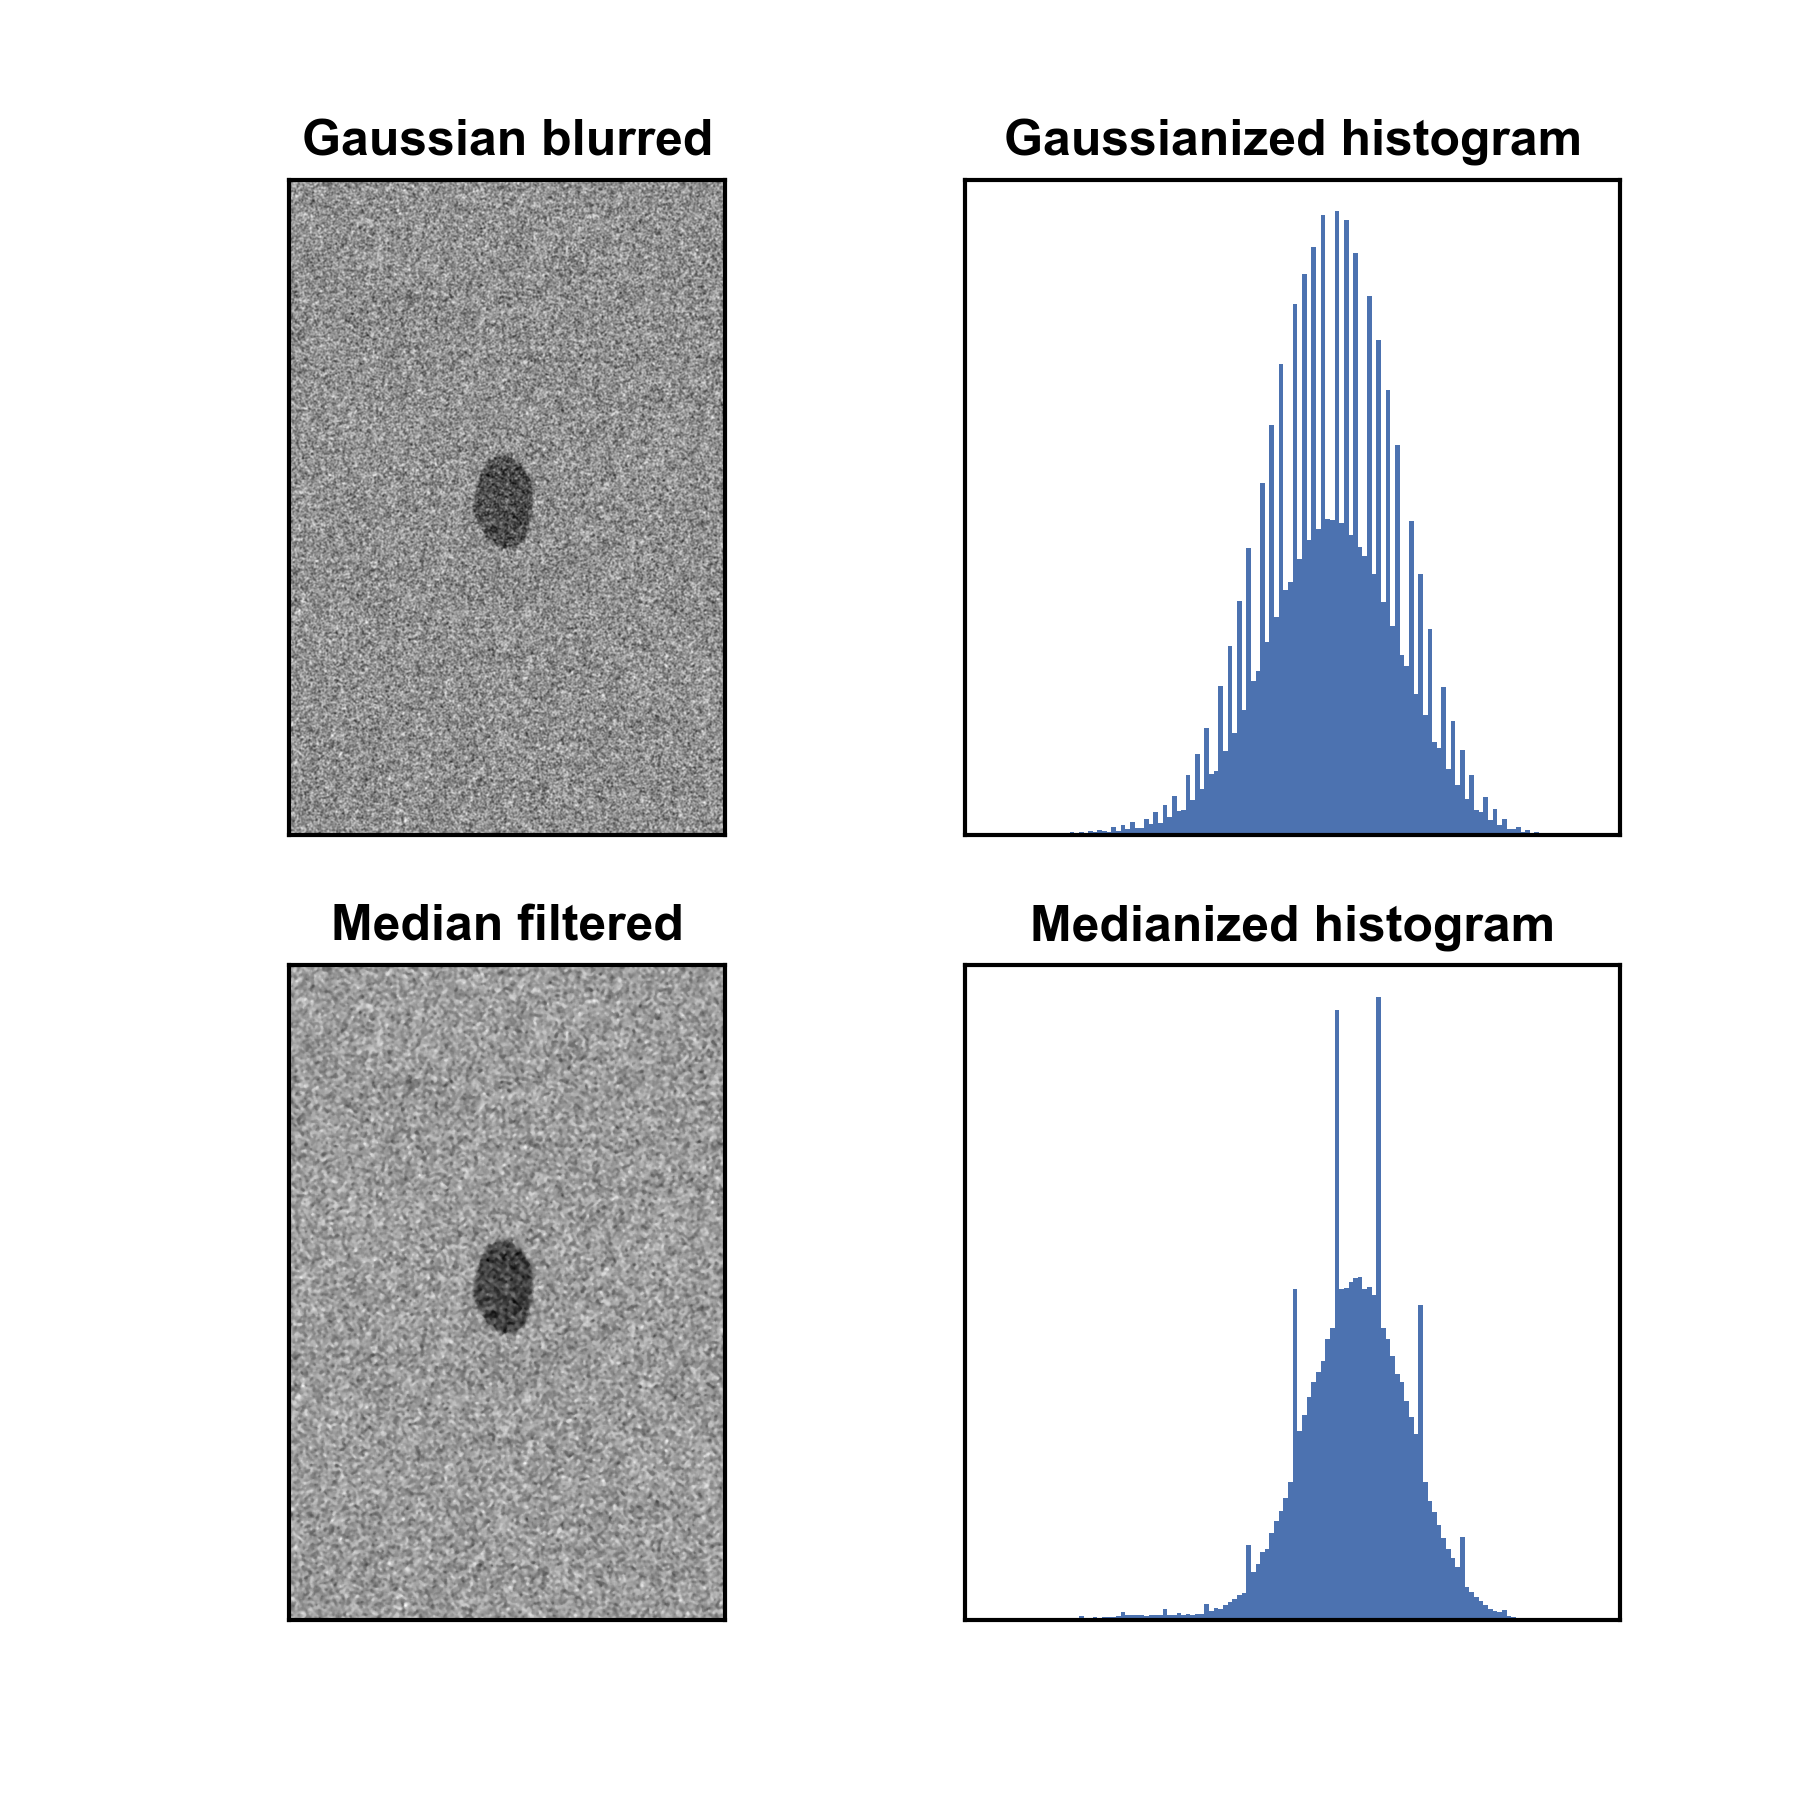 Gaussian blurred
Gaussianized histogram
Median filtered
Medianized histogram